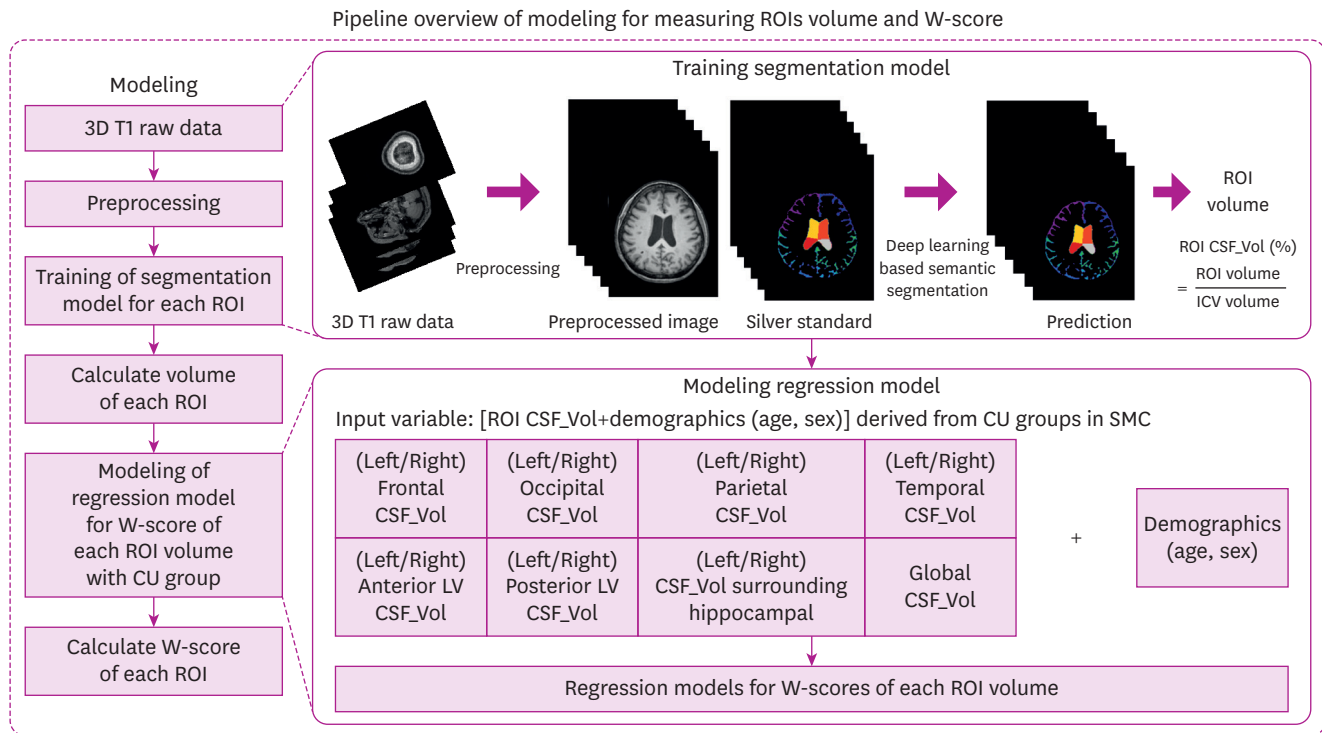 Pipeline overview of modeling for measuring ROIs volume and W-score
Modeling
3D T1 raw data
Preprocessing
Training of segmentation
model for each ROI
Calculate volume
of each ROI
Modeling of
regression model
for W-score of
each ROI volume
with CU group
Calculate W-score
of each ROI
Training segmentation model
3D T1 raw data
Preprocessing
Preprocessed image
Silver standard
Deep learning
based semantic
segmentation
Prediction
ROI
volume
ROI CSF_Vol (%)
= ROI volume
ICV volume
Modeling regression model
Input variable: [ROI CSF_Vol+demographics (age, sex)] derived from CU groups in SMC
(Left/Right)
Frontal
CSF_Vol
(Left/Right)
Occipital
CSF_Vol
(Left/Right)
Parietal
CSF_Vol
(Left/Right)
Temporal
CSF_Vol
(Left/Right)
Anterior LV
CSF_Vol
(Left/Right)
Posterior LV
CSF_Vol
(Left/Right)
CSF_Vol surrounding
hippocampal
Global
CSF_Vol
+
Demographics
(age, sex)
Regression models for W-scores of each ROI volume